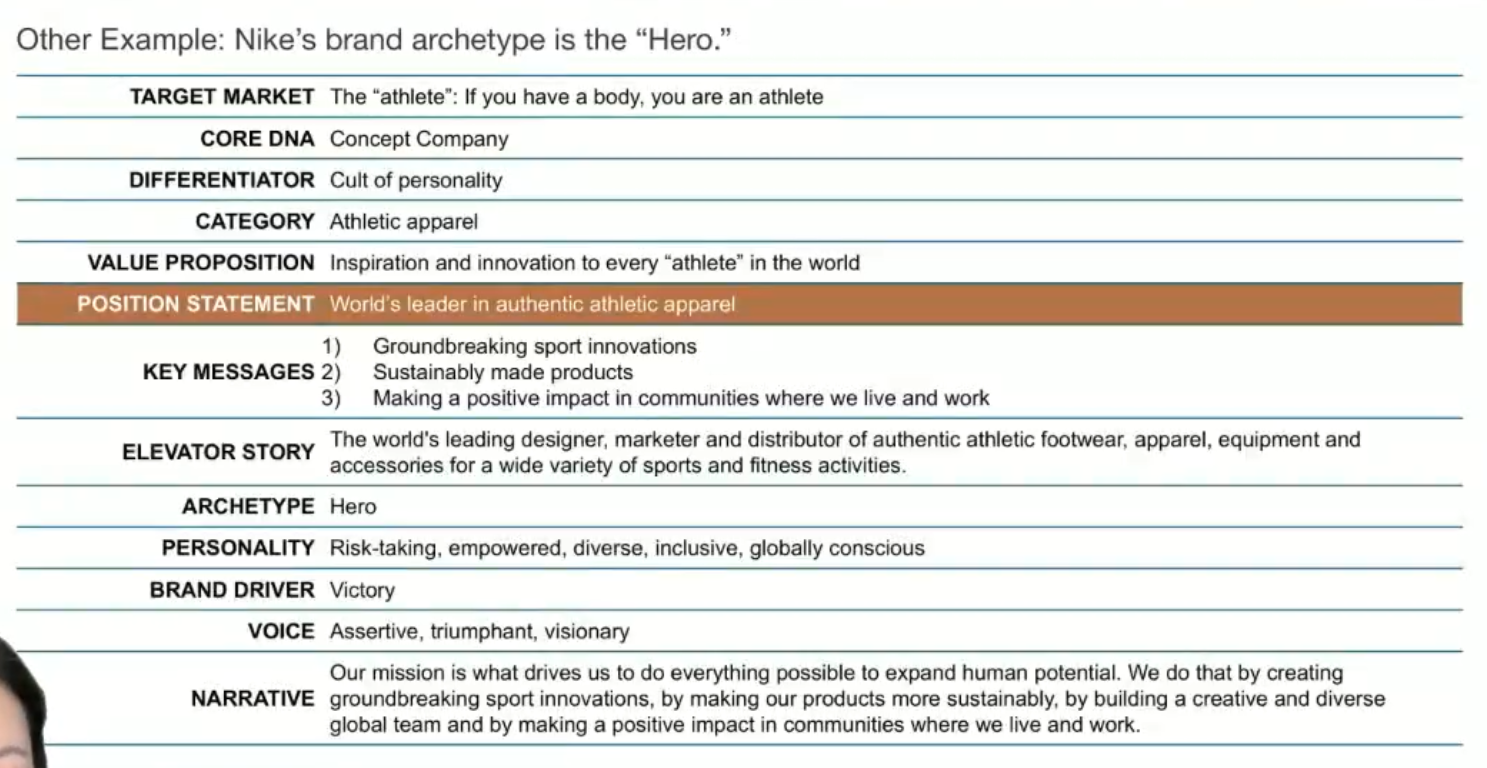 Other Example: Nike’s brand archetype is the “Hero.”
TARGET MARKET The “athlete”: If you have a body, you are an athlete
CORE DNA Concept Company
DIFFERENTIATOR Cult of personality
CATEGORY Athletic apparel
VALUE PROPOSITION Inspiration and innovation to every “athlete” in the world
POSITION STATEMENT World’s leader in authentic athletic apparel
KEY MESSAGES
1) Groundbreaking sport innovations
2) Sustainably made products
3) Making a positive impact in communities where we live and work
ELEVATOR STORY
The world's leading designer, marketer and distributor of authentic athletic footwear, apparel, equipment and
accessories for a wide variety of sports and fitness activities.
ARCHETYPE Hero
PERSONALITY Risk-taking, empowered, diverse, inclusive, globally conscious
BRAND DRIVER Victory
VOICE Assertive, triumphant, visionary
NARRATIVE
Our mission is what drives us to do everything possible to expand human potential. We do that by creating
groundbreaking sport innovations, by making our products more sustainably, by building a creative and diverse
global team and by making a positive impact in communities where we live and work.